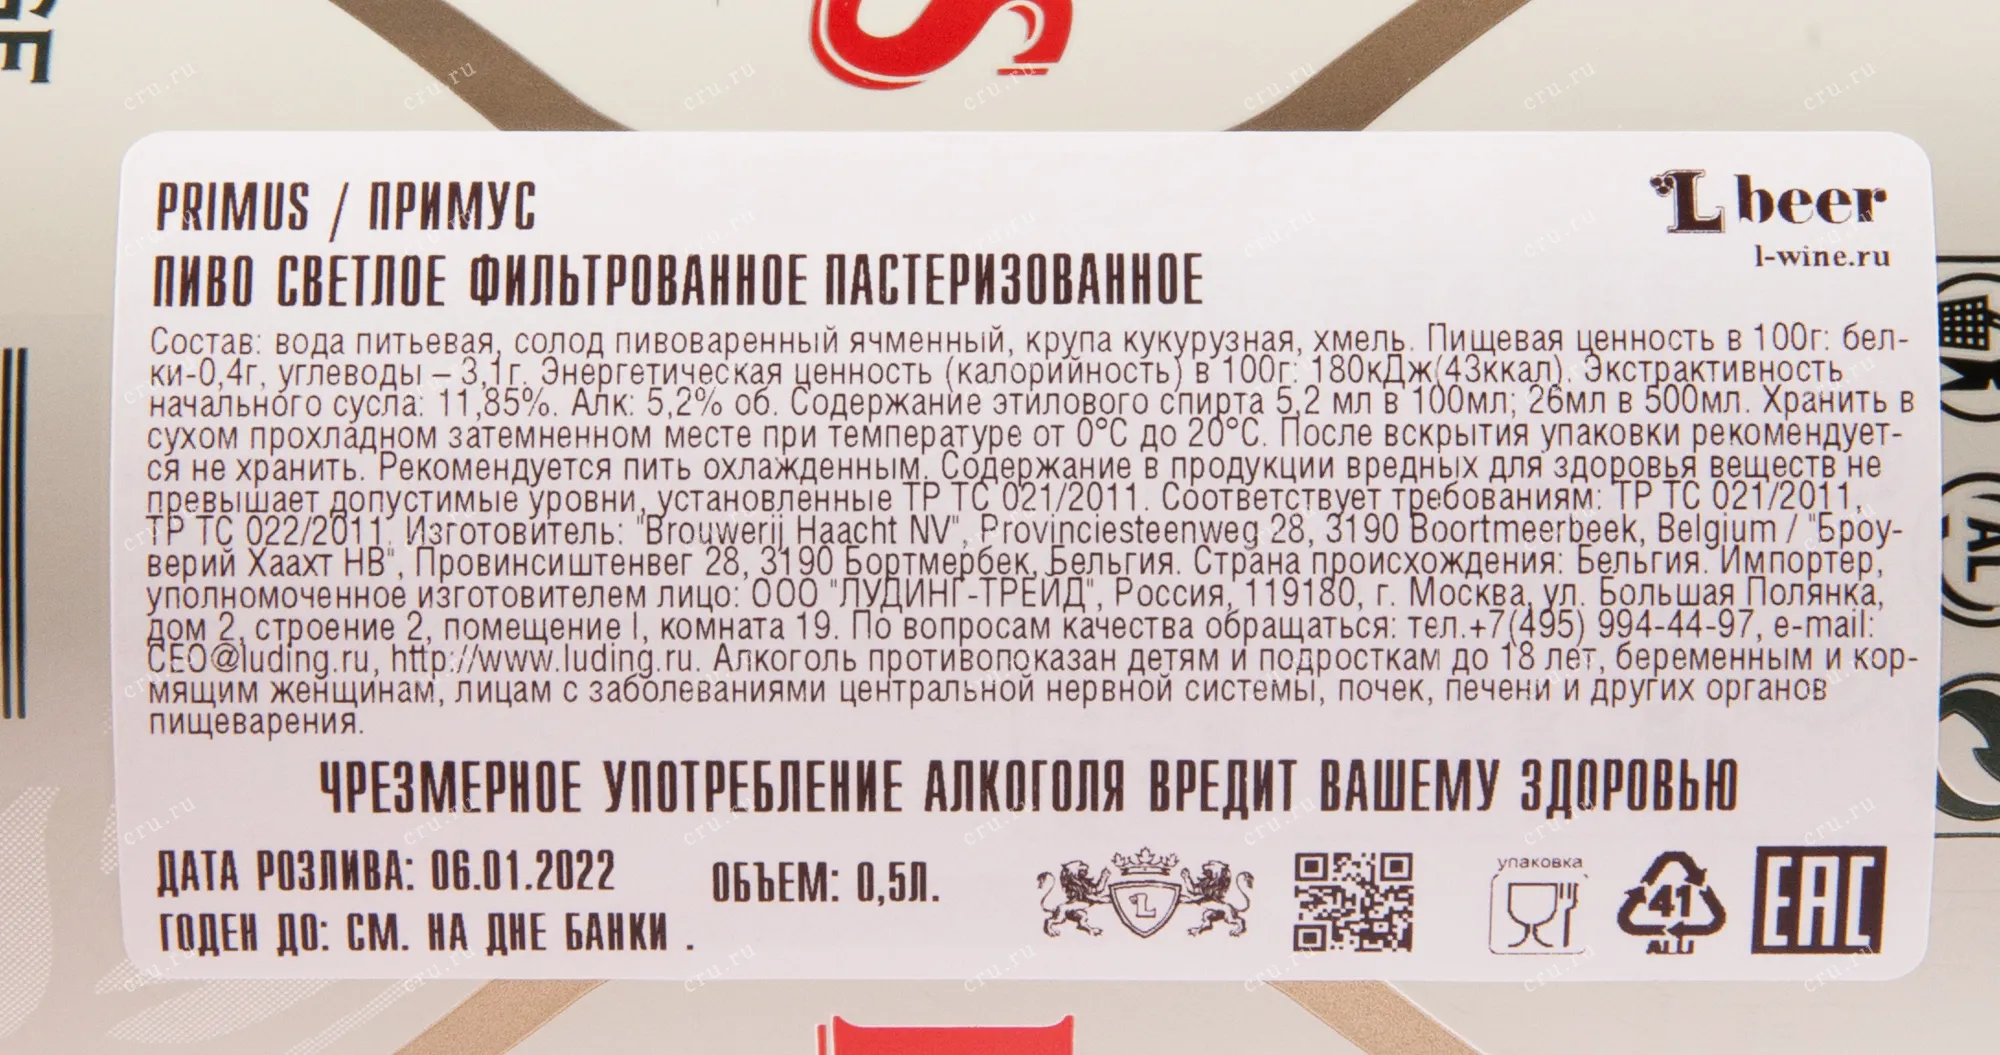 PRIMUS / ПРИМУС
L beer
l-wine.ru
ПИВО СВЕТЛОЕ ФИЛЬТРОВАННОЕ ПАСТЕРИЗОВАННОЕ
Состав: вода питьевая, солод пивоваренный ячменный, крупа кукурузная, хмель. Пищевая ценность в 100г: бел-
ки-0,4г, углеводы – 3,1г. Энергетическая ценность (калорийность) в 100г: 180кДж(43ккал). Экстрактивность
начального сусла: 11,85%. Алк: 5,2% об. Содержание этилового спирта 5,2 мл в 100мл; 26мл в 500мл. Хранить в
сухом прохладном затемненном месте при температуре от 0°С до 20°С. После вскрытия упаковки рекомендует-
ся не хранить. Рекомендуется пить охлажденным. Содержание в продукции вредных для здоровья веществ не
превышает допустимые уровни, установленные ТР ТС 021/2011. Соответствует требованиям: ТР ТС 021/2011,
ТР ТС 022/2011. Изготовитель: "Brouwerij Haacht NV", Provinciesteenweg 28, 3190 Boortmeerbeek, Belgium / "Броу-
верий Хаахт НВ", Провинсиштенвег 28, 3190 Бортмербек, Бельгия. Страна происхождения: Бельгия. Импортер,
уполномоченное изготовителем лицо: ООО "ЛУДИНГ-ТРЕЙД", Россия, 119180, г. Москва, ул. Большая Полянка,
дом 2, строение 2, помещение I, комната 19. По вопросам качества обращаться: тел.+7(495) 994-44-97, e-mail:
CEO@luding.ru, http://www.luding.ru. Алкоголь противопоказан детям и подросткам до 18 лет, беременным и кор-
мящим женщинам, лицам с заболеваниями центральной нервной системы, почек, печени и других органов
пищеварения.
ЧРЕЗМЕРНОЕ УПОТРЕБЛЕНИЕ АЛКОГОЛЯ ВРЕДИТ ВАШЕМУ ЗДОРОВЬЮ
ДАТА РОЗЛИВА: 06.01.2022
ГОДЕН ДО: СМ. НА ДНЕ БАНКИ .
ОБЪЕМ: 0,5Л.
L
упаковка
41
ALU
EAC